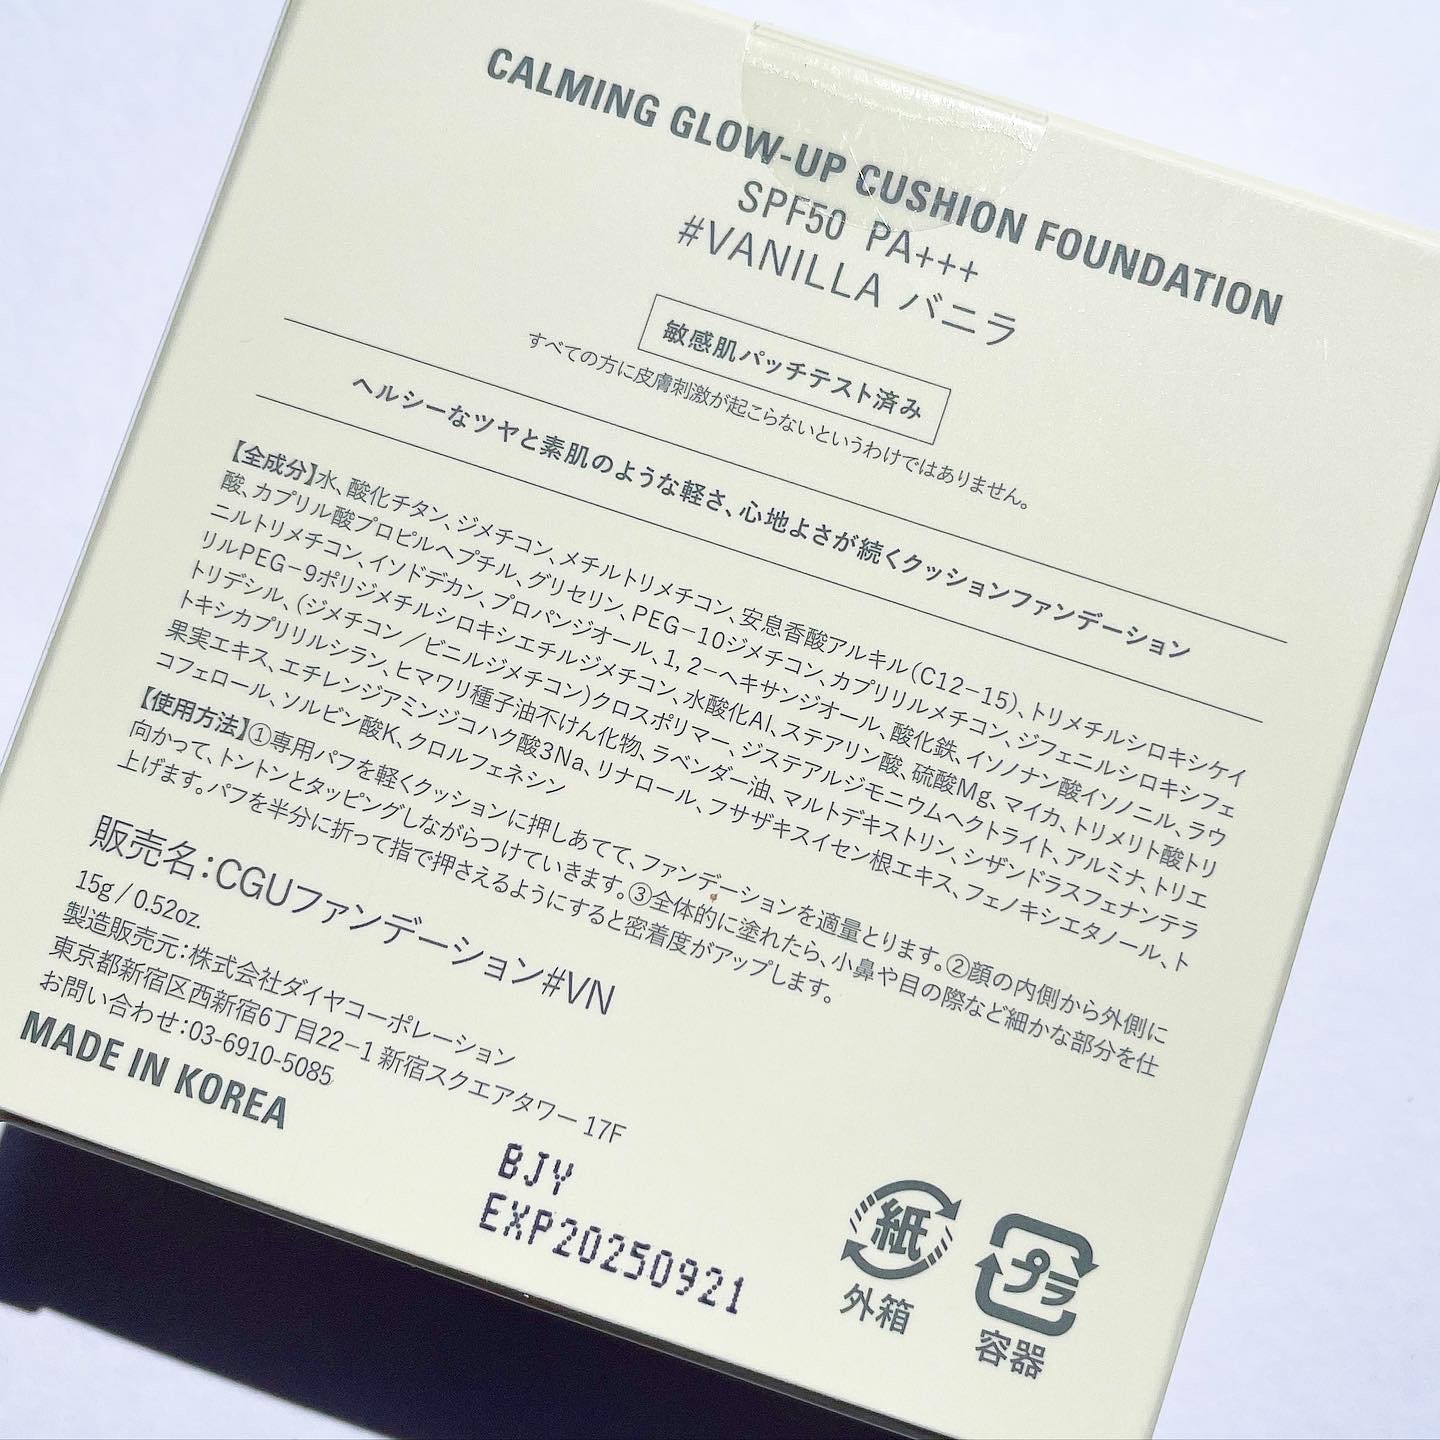 CALMING GLOW-UP CUSHION FOUNDATION
SPF50 PA+++
#VANILLA バニラ
敏感肌パッチテスト済み
すべての方に皮膚刺激が起こらないというわけではありません。
ヘルシーなツヤと素肌のような軽さ、心地よさが続くクッションファンデーション
【全成分】水、酸化チタン、ジメチコン、メチルトリメチコン、安息香酸アルキル(C12-15)、トリメチルシロキシケイ
酸、カプリル酸プロピルヘプチル、グリセリン、PEG-10ジメチコン、カプリリルメチコン、ジフェニルシロキシフェ
ニルトリメチコン、イソドデカン、プロパンジオール、1,2-ヘキサンジオール、酸化鉄、イソノナン酸イソノニル、ラウ
リルPEG-9ポリジメチルシロキシエチルジメチコン、水酸化Al、ステアリン酸、硫酸Mg、マイカ、トリメリト酸トリ
トリデシル、(ジメチコン/ビニルジメチコン)クロスポリマー、ジステアルジモニウムヘクトライト、アルミナ、トリエ
トキシカプリリルシラン、ヒマワリ種子油不けん化物、ラベンダー油、マルトデキストリン、シザンドラスフェナンテラ
果実エキス、エチレンジアミンジコハク酸3Na、リナロール、フサザキスイセン根エキス、フェノキシエタノール、ト
コフェロール、ソルビン酸K、クロルフェネシン
【使用方法】①専用パフを軽くクッションに押しあてて、ファンデーションを適量とります。②顔の内側から外側に
向かって、トントンとタッピングしながらつけていきます。③全体的に塗れたら、小鼻や目の際など細かな部分を仕
上げます。パフを半分に折って指で押さえるようにすると密着度がアップします。
販売名：CGUファンデーション#VN
15g / 0.52oz.
製造販売元：株式会社ダイヤコーポレーション
東京都新宿区西新宿6丁目22-1 新宿スクエアタワー 17F
お問い合わせ：03-6910-5085
MADE IN KOREA
BJY
EXP20250921
紙
外箱
プラ
容器